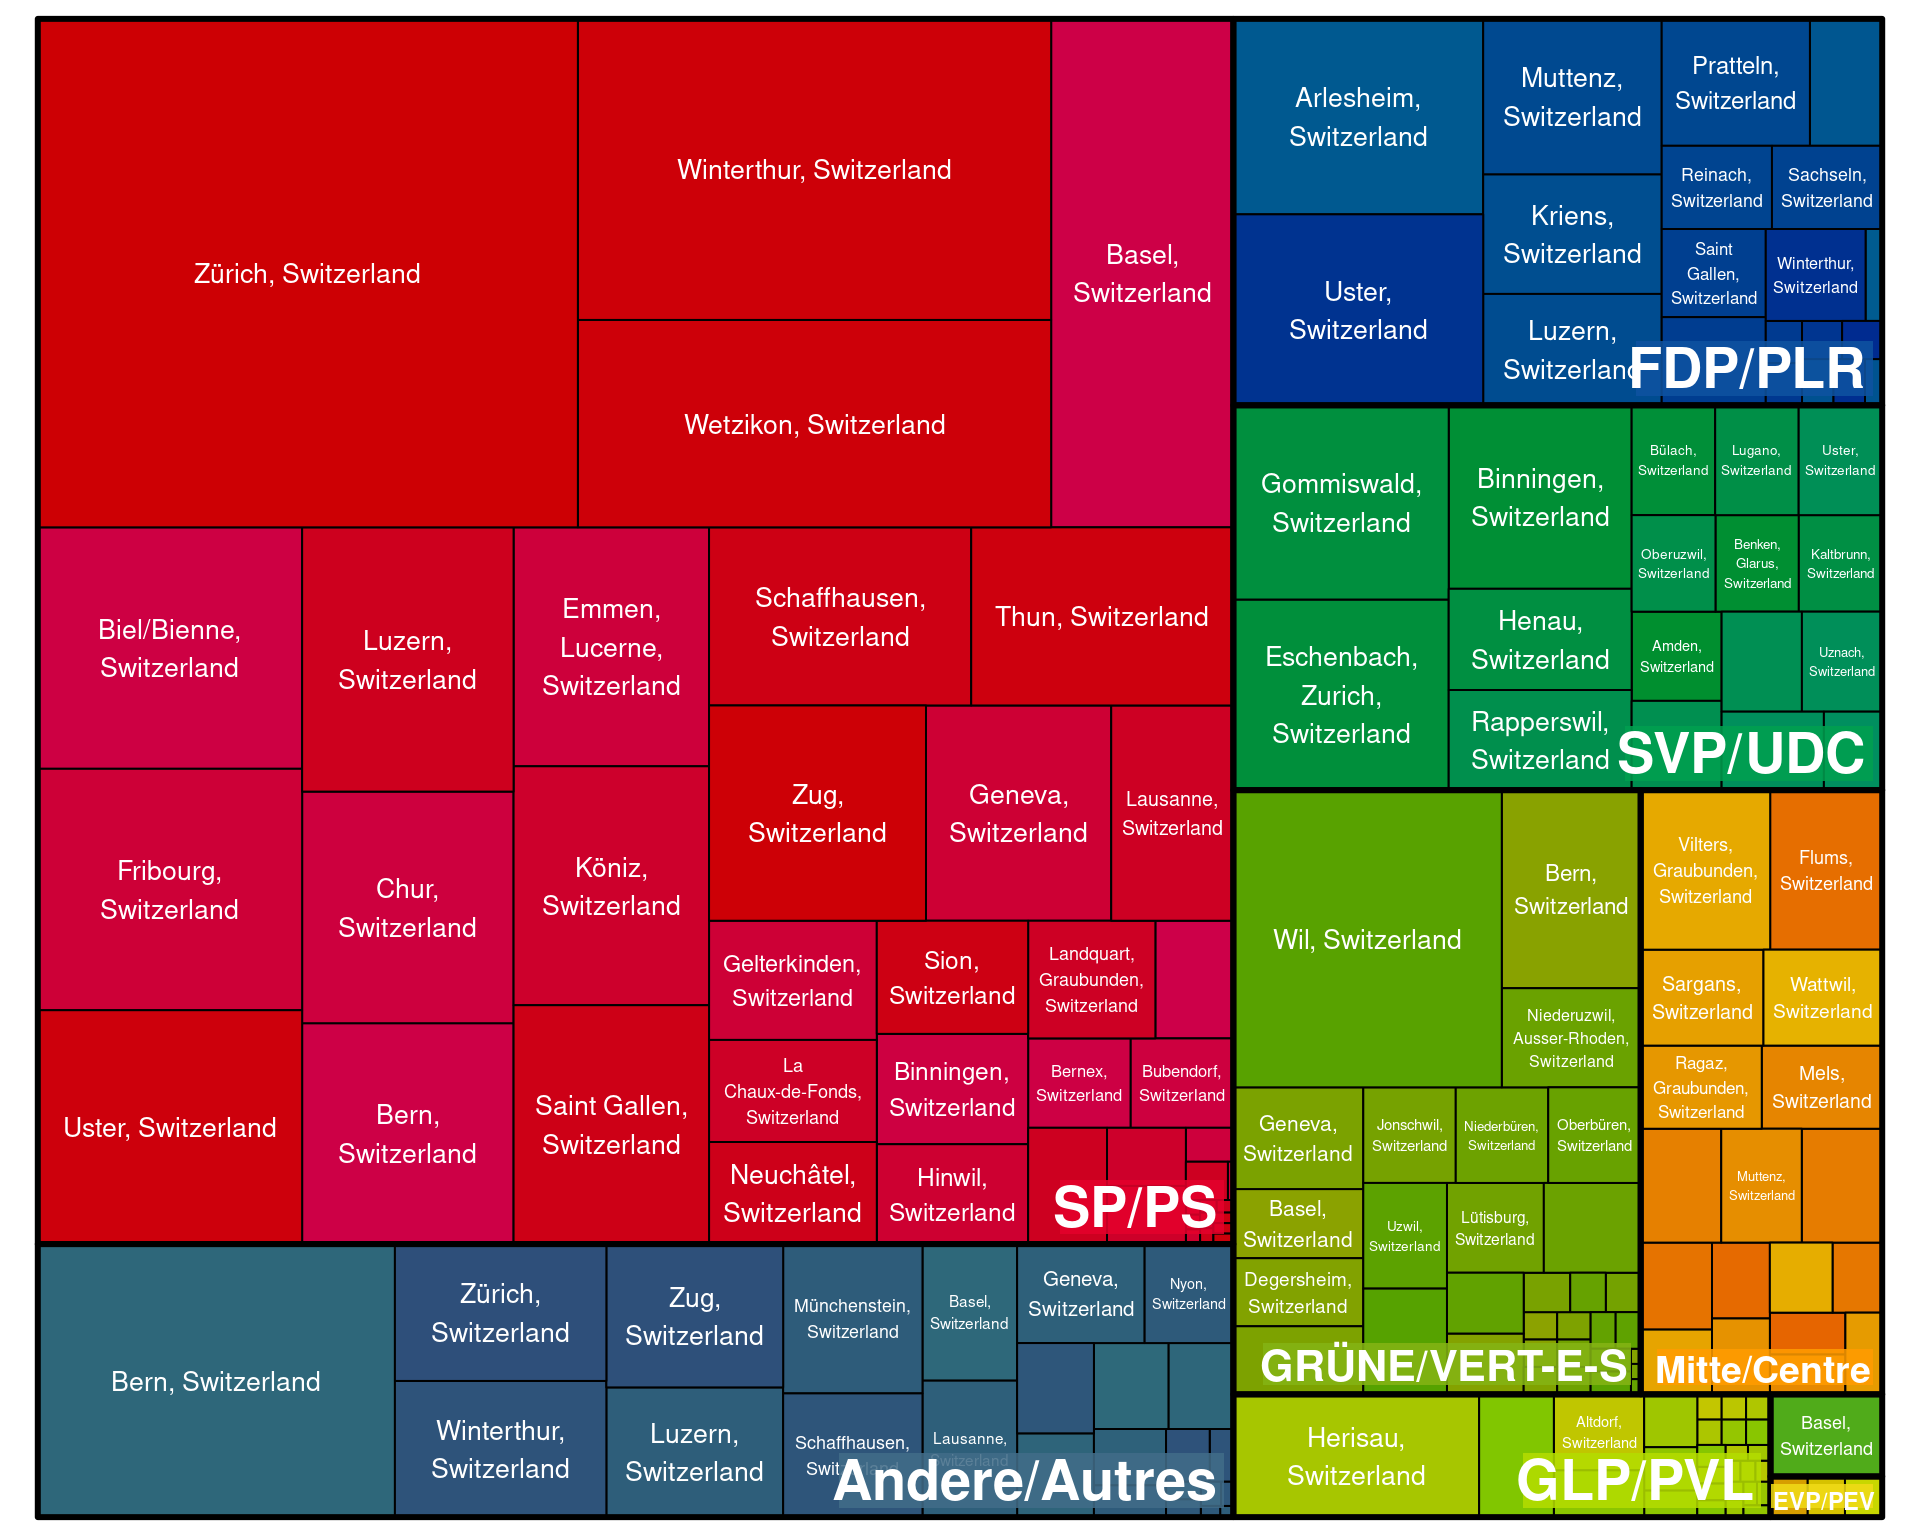 Zürich, Switzerland
Winterthur, Switzerland
Wetzikon, Switzerland
Basel,
Switzerland
Biel/Bienne,
Switzerland
Fribourg,
Switzerland
Uster, Switzerland
Luzern,
Switzerland
Chur,
Switzerland
Bern,
Switzerland
Emmen,
Lucerne,
Switzerland
Köniz,
Switzerland
Saint Gallen,
Switzerland
Schaffhausen,
Switzerland
Thun, Switzerland
Zug,
Switzerland
Geneva,
Switzerland
Lausanne,
Switzerland
Gelterkinden,
Switzerland
La
Chaux-de-Fonds,
Switzerland
Neuchâtel,
Switzerland
Sion,
Switzerland
Binningen,
Switzerland
Hinwil,
Switzerland
Landquart,
Graubunden,
Switzerland
Bernex,
Switzerland
Bubendorf,
Switzerland
SP/PS
Bern, Switzerland
Zürich,
Switzerland
Winterthur,
Switzerland
Zug,
Switzerland
Luzern,
Switzerland
Münchenstein,
Switzerland
Schaffhausen,
Switzerland
Basel,
Switzerland
Lausanne,
Switzerland
Geneva,
Switzerland
Nyon,
Switzerland
Andere/Autres
Arlesheim,
Switzerland
Uster,
Switzerland
Muttenz,
Switzerland
Kriens,
Switzerland
Luzern,
Switzerland
Pratteln,
Switzerland
Reinach,
Switzerland
Sachseln,
Switzerland
Saint
Gallen,
Switzerland
Winterthur,
Switzerland
FDP/PLR
Gommiswald,
Switzerland
Eschenbach,
Zurich,
Switzerland
Binningen,
Switzerland
Henau,
Switzerland
Rapperswil,
Switzerland
Bülach,
Switzerland
Lugano,
Switzerland
Uster,
Switzerland
Oberuzwil,
Switzerland
Benken,
Glarus,
Switzerland
Kaltbrunn,
Switzerland
Amden,
Switzerland
Uznach,
Switzerland
SVP/UDC
Wil, Switzerland
Bern,
Switzerland
Niederuzwil,
Ausser-Rhoden,
Switzerland
Geneva,
Switzerland
Basel,
Switzerland
Degersheim,
Switzerland
Jonschwil,
Switzerland
Niederbüren,
Switzerland
Oberbüren,
Switzerland
Uzwil,
Switzerland
Lütisburg,
Switzerland
GRÜNE/VERT-E-S
Vilters,
Graubunden,
Switzerland
Flums,
Switzerland
Sargans,
Switzerland
Wattwil,
Switzerland
Ragaz,
Graubunden,
Switzerland
Mels,
Switzerland
Muttenz,
Switzerland
Mitte/Centre
Herisau,
Switzerland
Altdorf,
Switzerland
GLP/PVL
Basel,
Switzerland
EVP/PEV